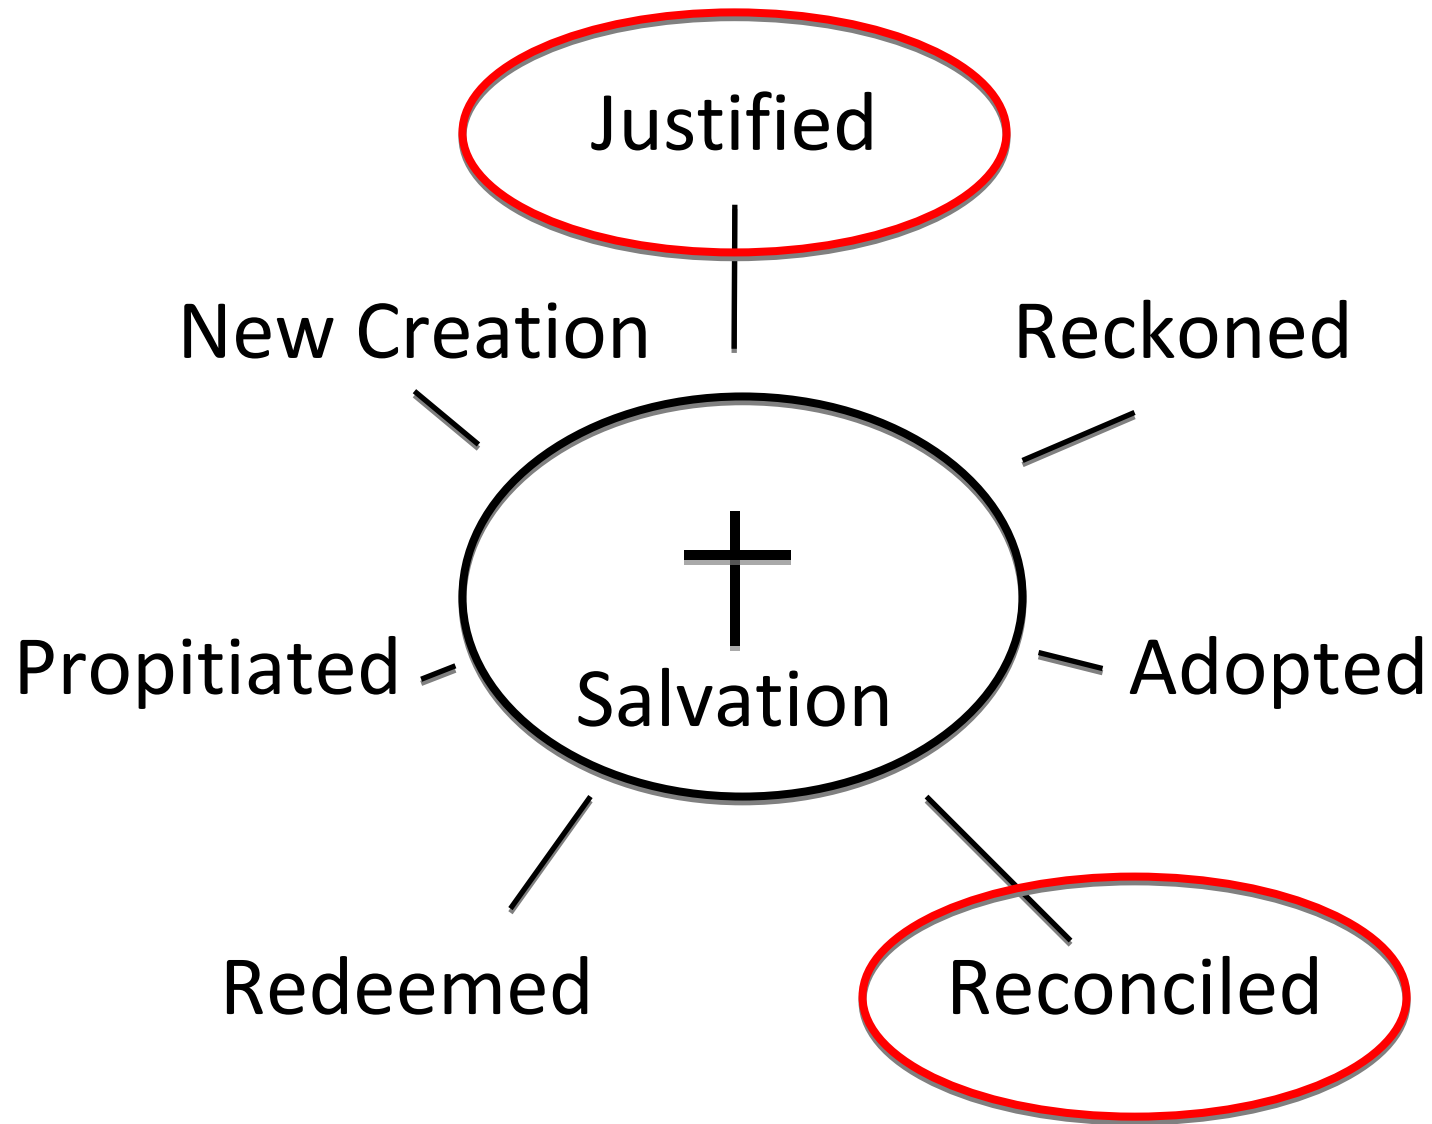 Justified
New Creation
Reckoned
Salvation
Propitiated
Adopted
Redeemed
Reconciled